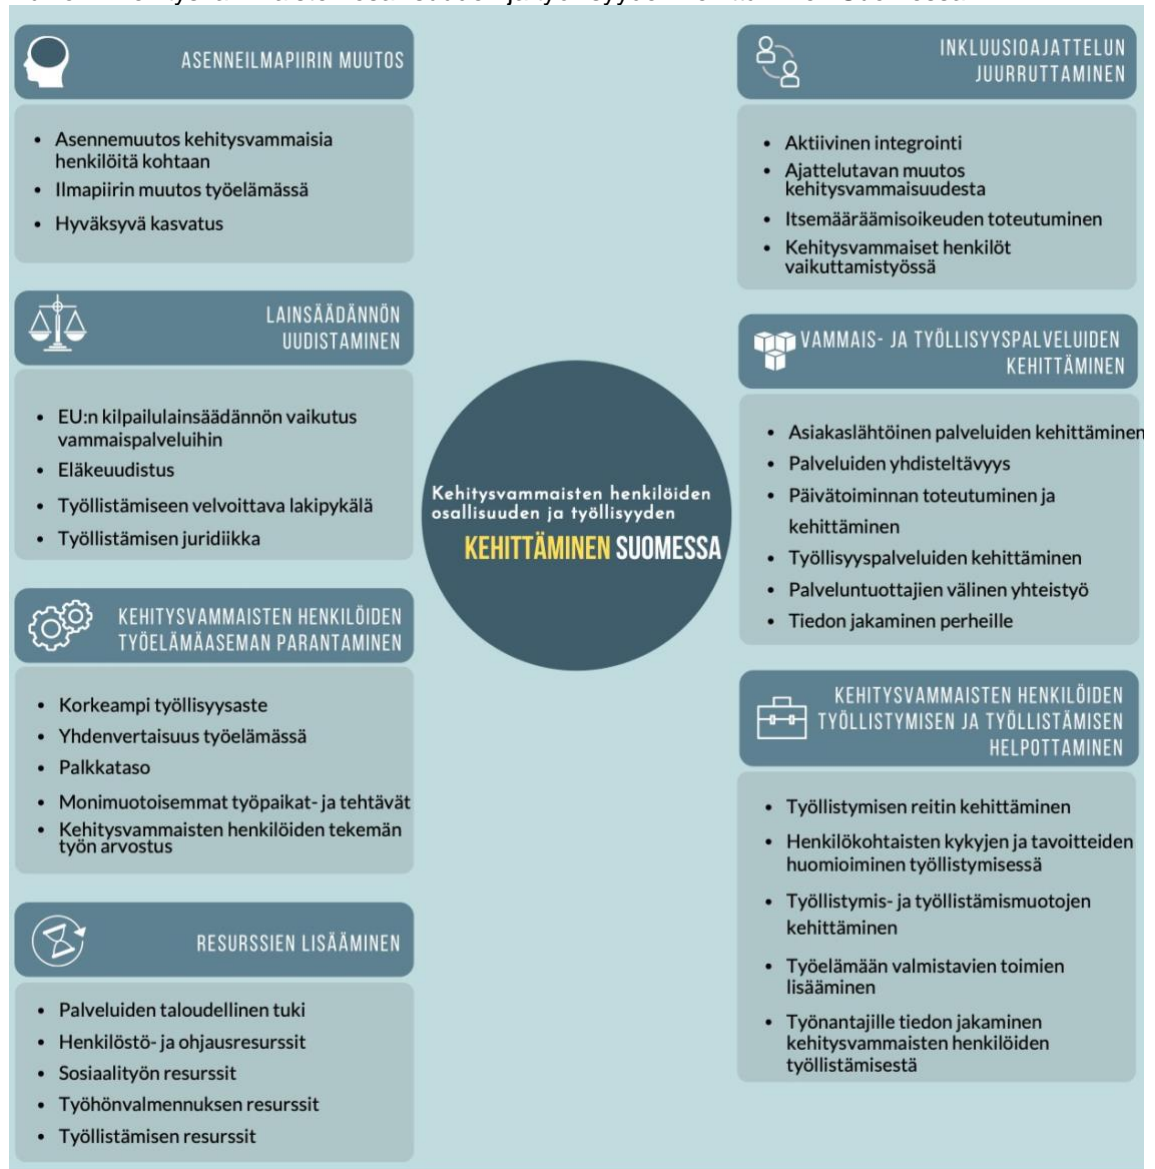 ASENNEILMAPIIRIN MUUTOS
• Asennemuutos kehitysvammaisia
henkilöitä kohtaan
• Ilmapiirin muutos työelämässä
• Hyväksyvä kasvatus
LAINSÄÄDÄNNÖN
UUDISTAMINEN
• EU:n kilpailulainsäädännön vaikutus
vammaispalveluihin
• Eläkeuudistus
• Työllistämiseen velvoittava lakipykälä
• Työllistämisen juridiikka
KEHITYSVAMMAISTEN HENKILÖIDEN
TYÖELÄMÄASEMAN PARANTAMINEN
• Korkeampi työllisyysaste
• Yhdenvertaisuus työelämässä
• Palkkataso
• Monimuotoisemmat työpaikat- ja tehtävät
• Kehitysvammaisten henkilöiden tekemän
työn arvostus
RESURSSIEN LISÄÄMINEN
• Palveluiden taloudellinen tuki
• Henkilöstö- ja ohjausresurssit
• Sosiaalityön resurssit
• Työhönvalmennuksen resurssit
• Työllistämisen resurssit
Kehitysvammaisten henkilöiden
osallisuuden ja työllisyyden
KEHITTÄMINEN SUOMESSA
INKLUUSIOAJATTELUN
JUURRUTTAMINEN
• Aktiivinen integrointi
• Ajattelutavan muutos
kehitysvammaisuudesta
• Itsemääräämisoikeuden toteutuminen
• Kehitysvammaiset henkilöt
vaikuttamistyössä
VAMMAIS- JA TYÖLLISYYSPALVELUIDEN
KEHITTÄMINEN
• Asiakaslähtöinen palveluiden kehittäminen
• Palveluiden yhdisteltävyys
• Päivätoiminnan toteutuminen ja
kehittäminen
• Työllisyyspalveluiden kehittäminen
• Palveluntuottajien välinen yhteistyö
• Tiedon jakaminen perheille
KEHITYSVAMMAISTEN HENKILÖIDEN
TYÖLLISTYMISEN JA TYÖLLISTÄMISEN
HELPOTTAMINEN
• Työllistymisen reitin kehittäminen
• Henkilökohtaisten kykyjen ja tavoitteiden
huomioiminen työllistymisessä
• Työllistymis- ja työllistämismuotojen
kehittäminen
• Työelämään valmistavien toimien
lisääminen
• Työnantajille tiedon jakaminen
kehitysvammaisten henkilöiden
työllistämisestä